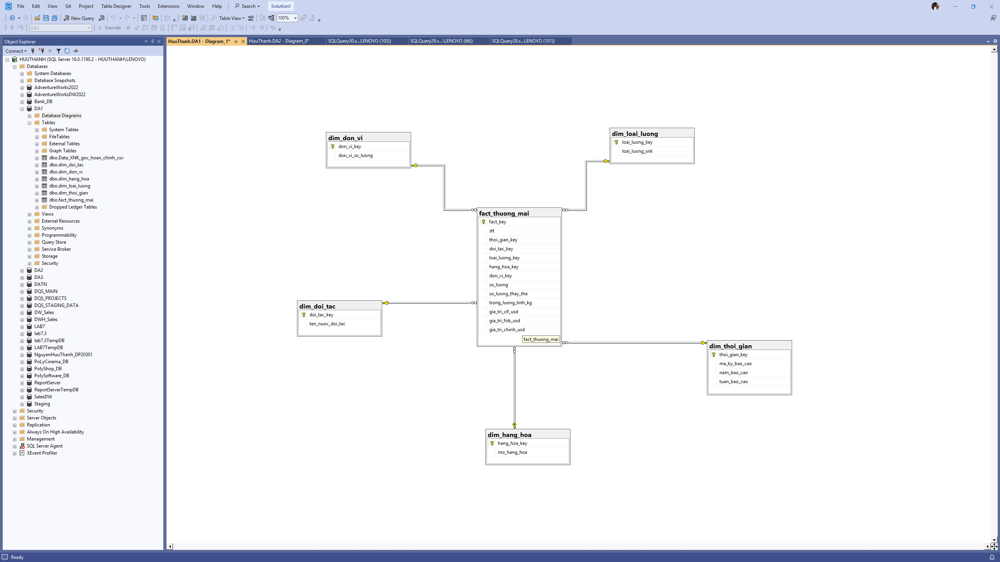 File Edit View Git Project Table Designer Tools Extensions Window Help Search Solution1
New Query Table View 100%
DA3 Execute
Object Explorer
Connect
HUUTHANH (SQL Server 16.0.1190.2 - HUUTHANH\LENOVO)
Databases
System Databases
Database Snapshots
AdventureWorks2022
AdventureWorksDW2022
Bank_DB
DA1
Database Diagrams
Tables
System Tables
FileTables
External Tables
Graph Tables
dbo.Data_XNK_goc_hoan_chinh_csv
dbo.dim_doi_tac
dbo.dim_don_vi
dbo.dim_hang_hoa
dbo.dim_loai_luong
dbo.dim_thoi_gian
dbo.fact_thuong_mai
Dropped Ledger Tables
Views
External Resources
Synonyms
Programmability
Query Store
Service Broker
Storage
Security
DA2
DA3
DATN
DQS_MAIN
DQS_PROJECTS
DQS_STAGING_DATA
DW_Sales
DWH_Sales
LAB7
lab7.3
lab7.3TempDB
LAB7TempDB
NguyenHuuThanh_DP20301
PoLyCinema_DB
PolyShop_DB
PolySoftware_DB
ReportServer
ReportServerTempDB
SalesDW
Staging
Security
Server Objects
Replication
Always On High Availability
Management
SQL Server Agent
XEvent Profiler
HuuThanh.DA1 - Diagram_1* HuuThanh.DA2 - Diagram_0* SQLQuery30.s...LENOVO (103)) SQLQuery29.s...\LENOVO (66)) SQLQuery28.s...LENOVO (101))
dim_don_vi
don_vi_key
don_vi_so_luong
dim_loai_luong
loai_luong_key
loai_luong_xnk
fact_thuong_mai
fact_key
stt
thoi_gian_key
doi_tac_key
loai_luong_key
hang_hoa_key
don_vi_key
so_luong
so_luong_thay_the
trong_luong_tinh_kg
gia_tri_cif_usd
gia_tri_fob_usd
gia_tri_chinh_usd
fact_thuong_mai
dim_doi_tac
doi_tac_key
ten_nuoc_doi_tac
dim_thoi_gian
thoi_gian_key
ma_ky_bao_cao
nam_bao_cao
tuan_bao_cao
dim_hang_hoa
hang_hoa_key
mo_hang_hoa
Ready